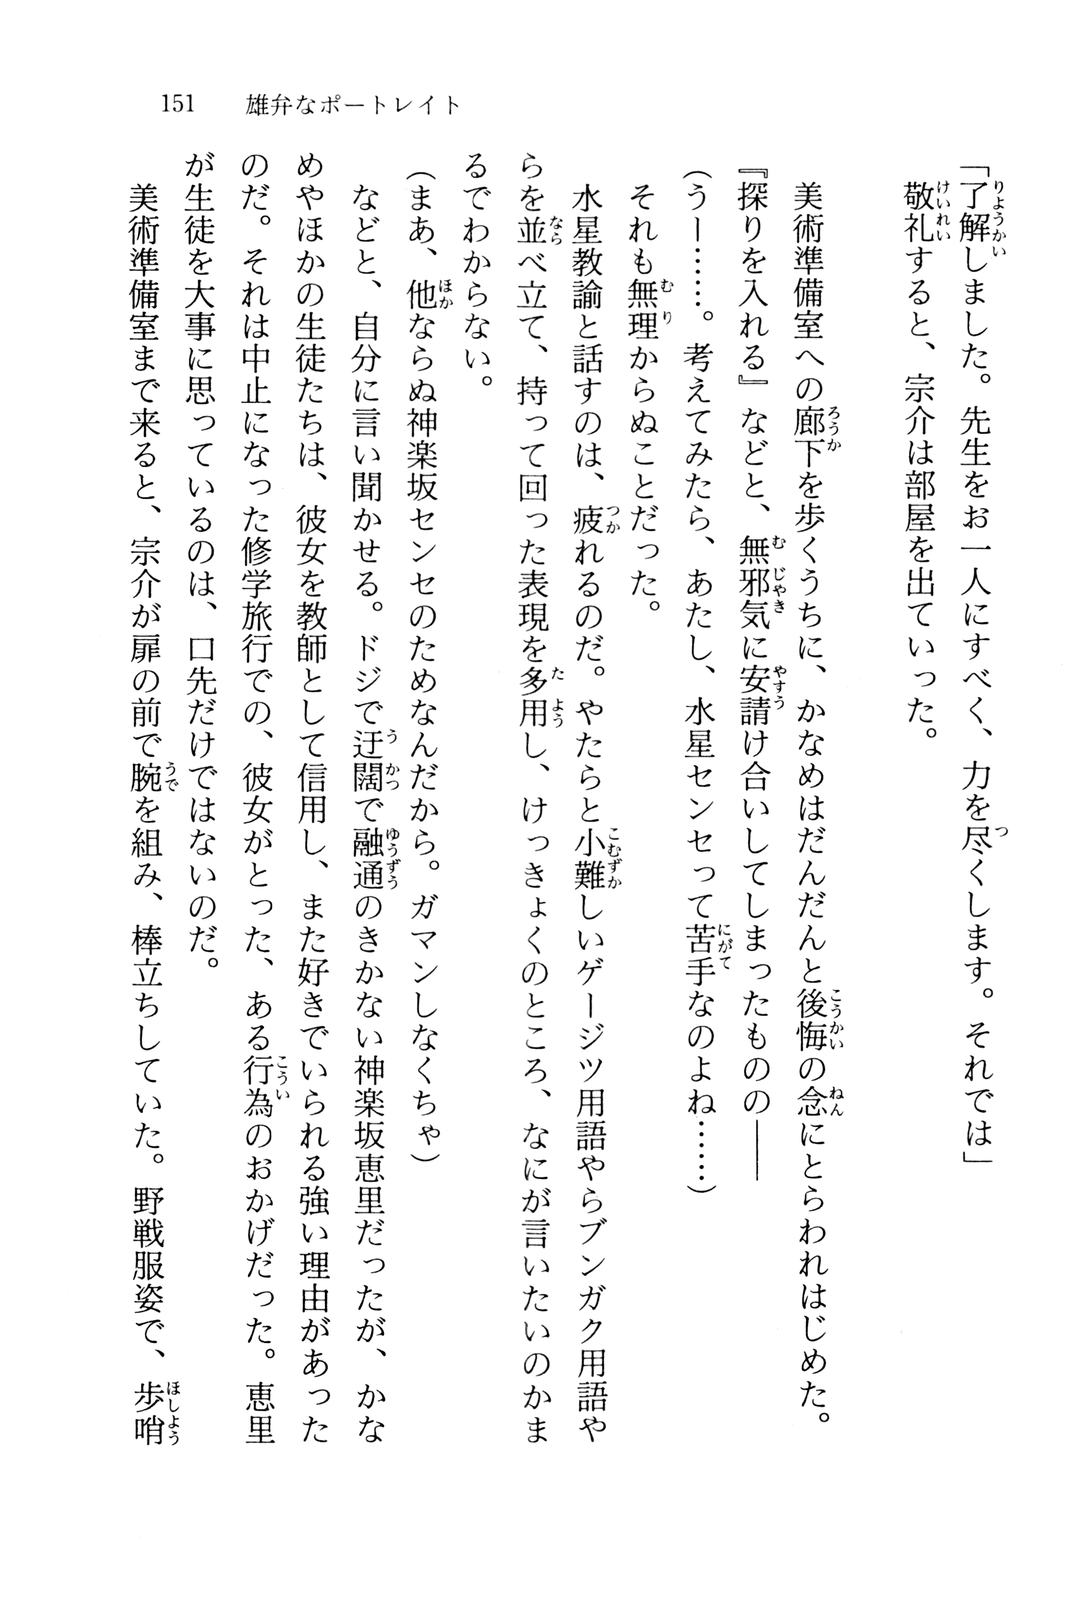 151　雄弁なポートレイト
「了解しました。先生をお一人にすべく、力を尽くします。それでは」
　敬礼すると、宗介は部屋を出ていった。
　美術準備室への廊下を歩くうちに、かなめはだんだんと後悔の念にとらわれはじめた。
『探りを入れる』などと、無邪気に安請け合いしてしまったものの――
（うー……。考えてみたら、あたし、水星センセって苦手なのよね……）
　それも無理からぬことだった。
　水星教諭と話すのは、疲れるのだ。やたらと小難しいゲージツ用語やらブンガク用語や
らを並べ立て、持って回った表現を多用し、けっきょくのところ、なにが言いたいのかま
るでわからない。
（まあ、他ならぬ神楽坂センセのためなんだから。ガマンしなくちゃ）
　などと、自分に言い聞かせる。ドジで迂闊で融通のきかない神楽坂恵里だったが、かな
めやほかの生徒たちは、彼女を教師として信用し、また好きでいられる強い理由があった
のだ。それは中止になった修学旅行での、彼女がとった、ある行為のおかげだった。恵里
が生徒を大事に思っているのは、口先だけではないのだ。
　美術準備室まで来ると、宗介が扉の前で腕を組み、棒立ちしていた。野戦服姿で、歩哨